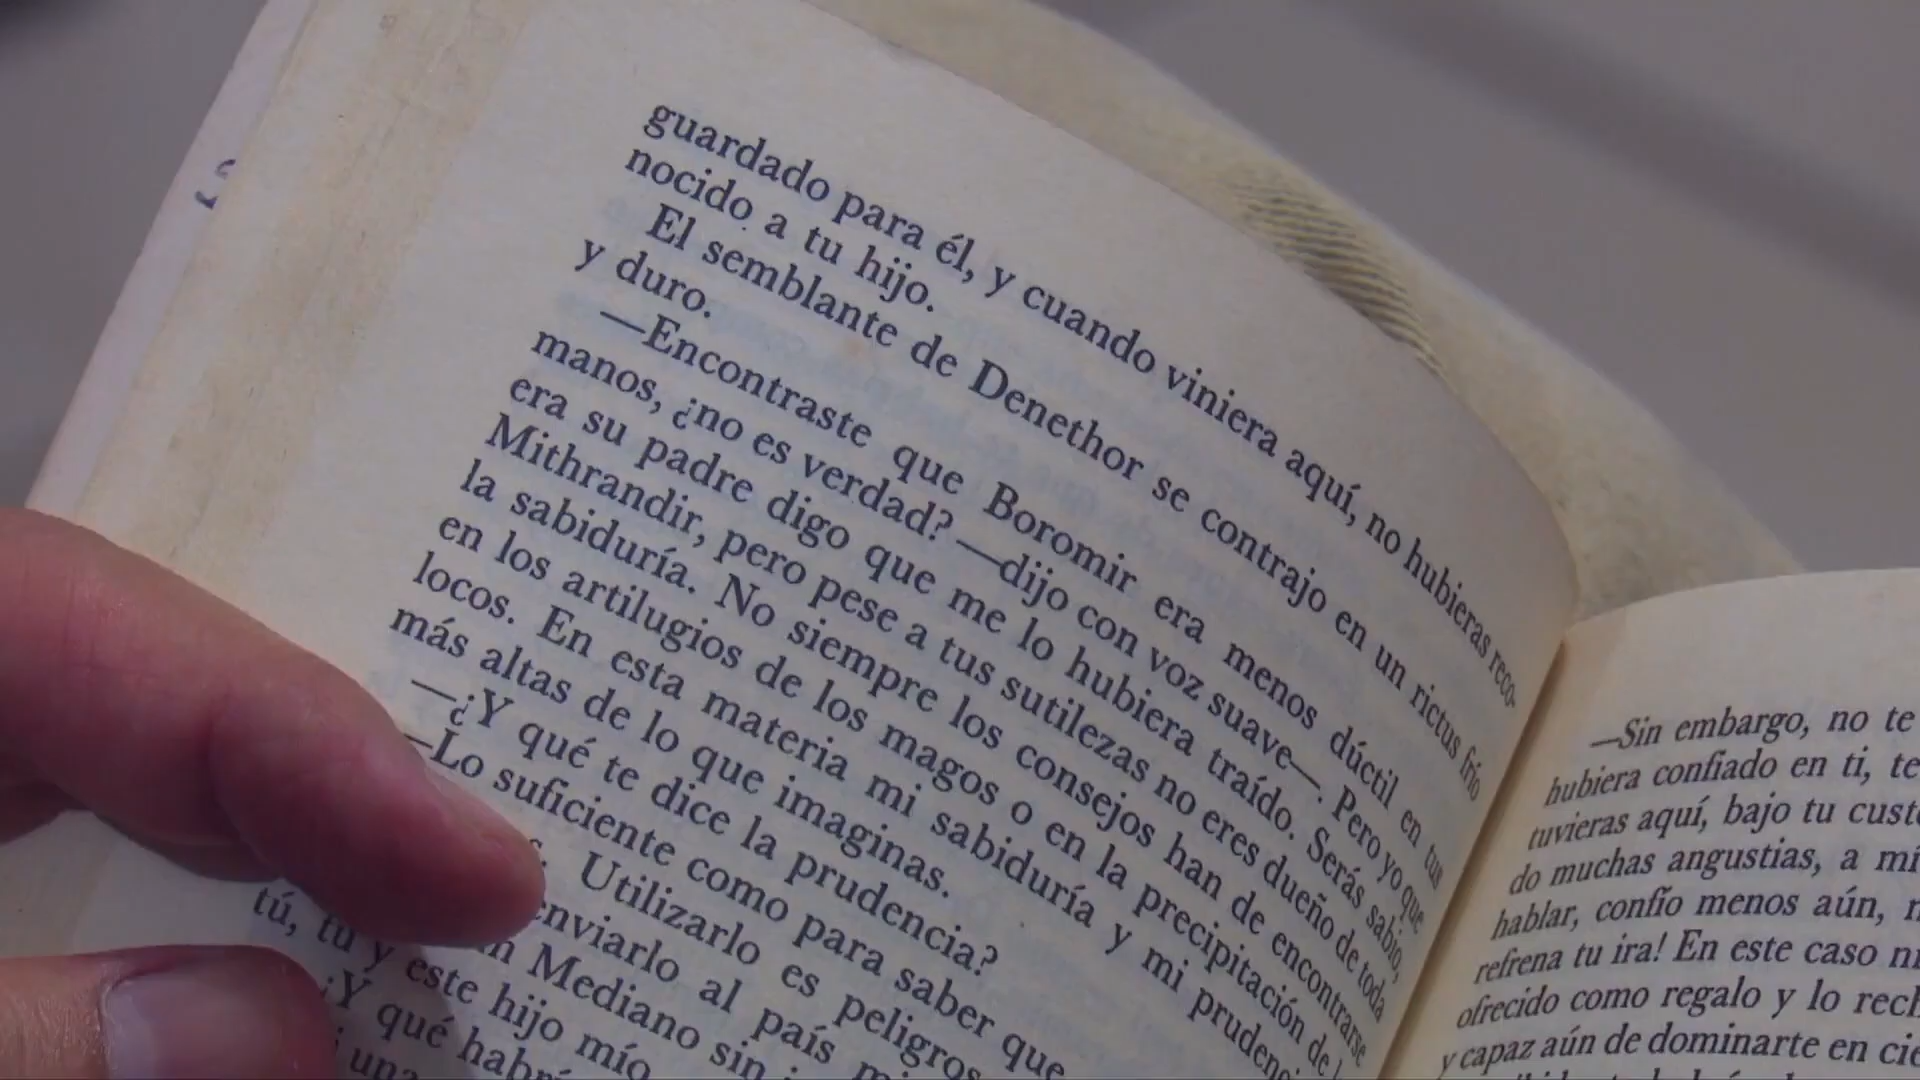 guardado para él, y cuando viniera aquí, no hubieras reco-
nocido a tu hijo.
El semblante de Denethor se contrajo en un rictus frío
y duro.
—Encontraste que Boromir era menos dúctil en tus
manos, ¿no es verdad? —dijo con voz suave—. Pero yo que
era su padre digo que me lo hubiera traído. Serás sabio,
Mithrandir, pero pese a tus sutilezas no eres dueño de toda
la sabiduría. No siempre los consejos han de encontrarse
en los artilugios de los magos o en la precipitación de l
locos. En esta materia mi sabiduría y mi prudenc
más altas de lo que imaginas.
—¿Y qué te dice la prudencia?
—Lo suficiente como para saber que
Utilizarlo es peligros
enviarlo al país
un Mediano sin
tú, tú y este hijo mío
¿Y qué habr
una
—Sin embargo, no te
hubiera confiado en ti, te
tuvieras aquí, bajo tu custo
do muchas angustias, a mí
hablar, confío menos aún,
refrena tu ira! En este caso ni
ofrecido como regalo y lo rech
y capaz aún de dominarte en cie